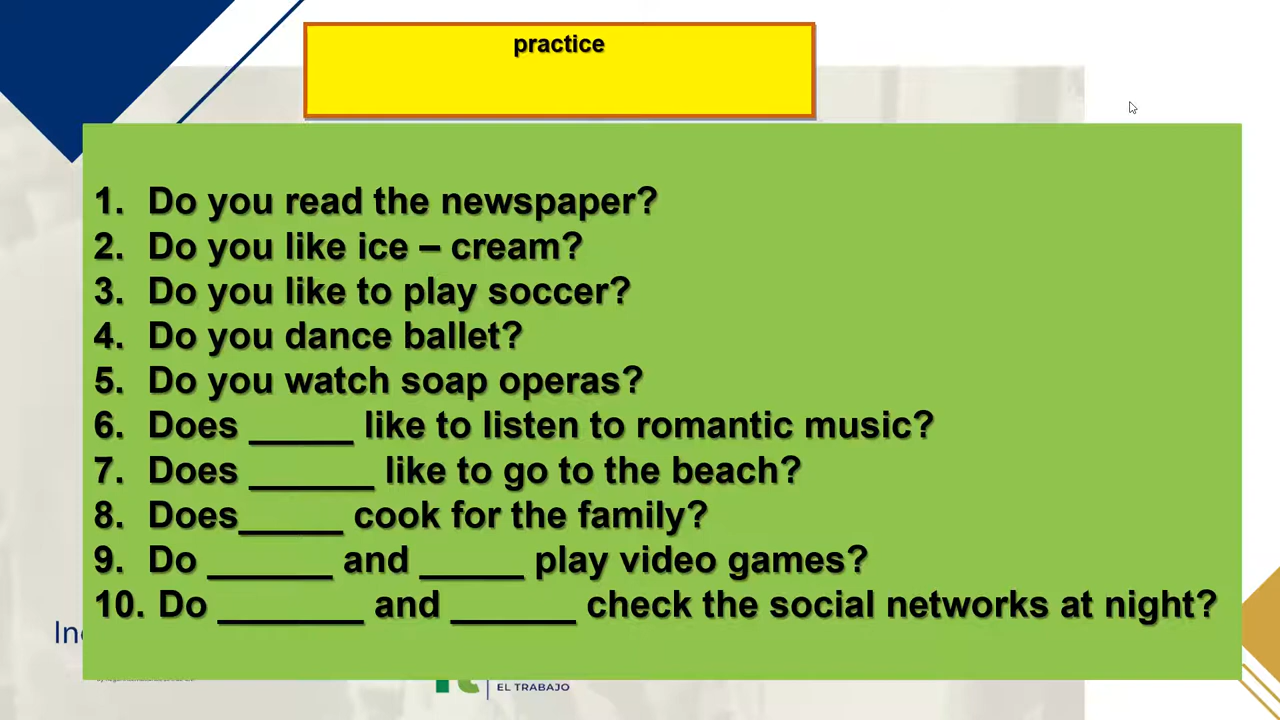 practice
1. Do you read the newspaper?
2. Do you like ice – cream?
3. Do you like to play soccer?
4. Do you dance ballet?
5. Do you watch soap operas?
6. Does _____ like to listen to romantic music?
7. Does ______ like to go to the beach?
8. Does_____ cook for the family?
9. Do ______ and _____ play video games?
10. Do _______ and ______ check the social networks at night?
EL TRABAJO